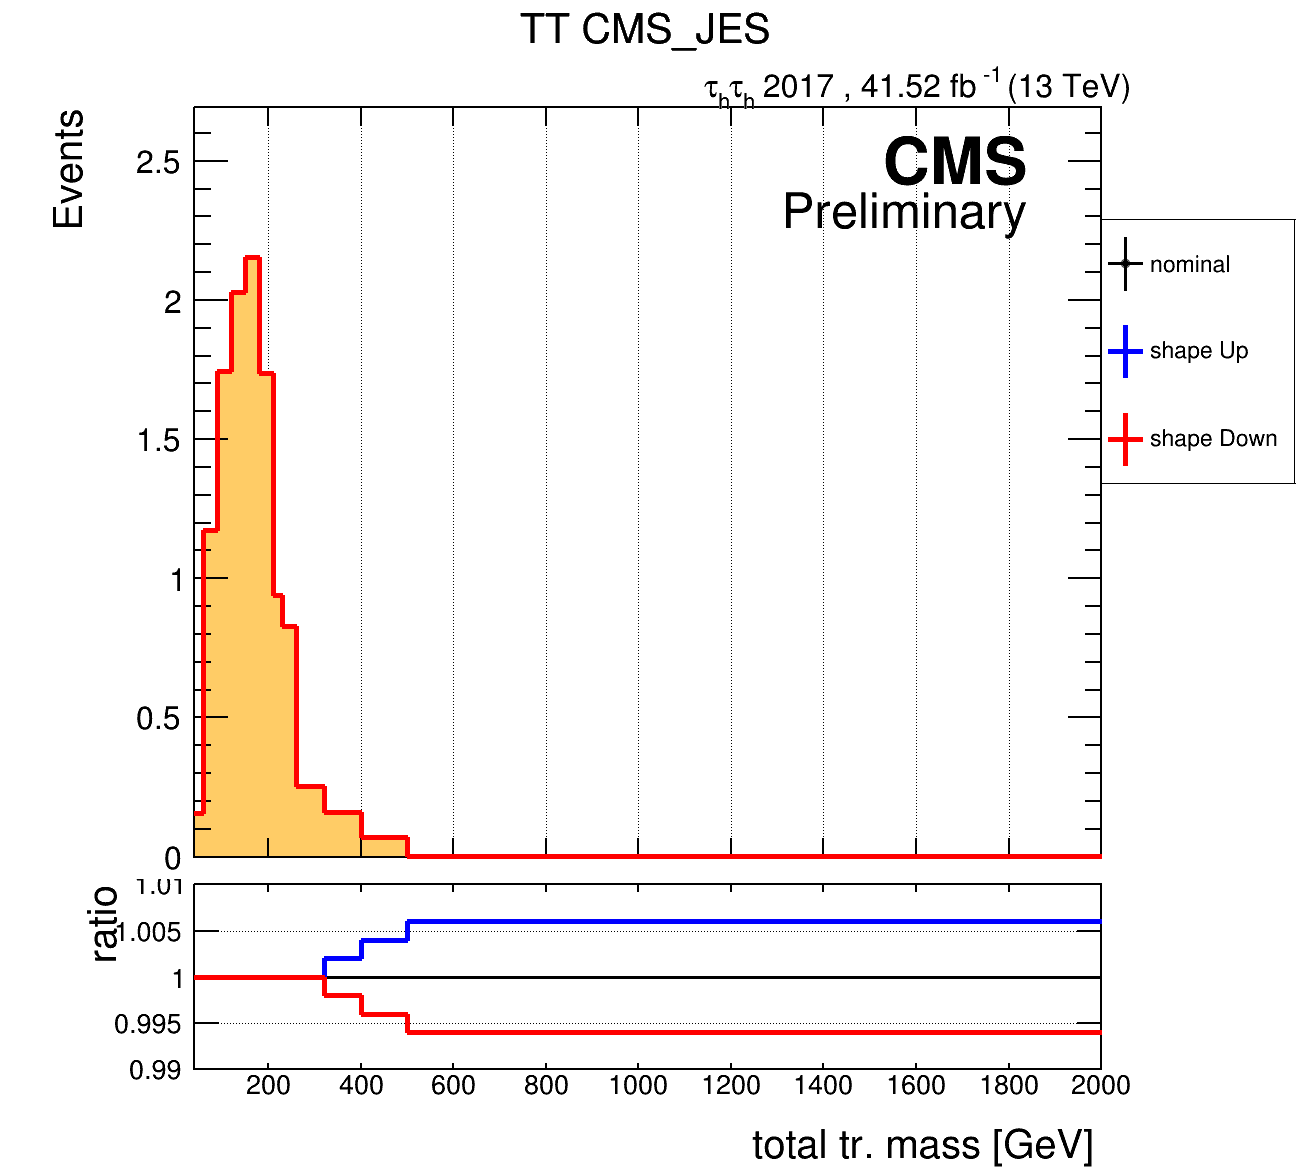 TT CMS_JES
τhτh 2017 , 41.52 fb -1 (13 TeV)
Events
2.5
2
1.5
1
0.5
0
CMS
Preliminary
nominal
shape Up
shape Down
ratio
1.01
1.005
1
0.995
0.99
200 400 600 800 1000 1200 1400 1600 1800 2000
total tr. mass [GeV]